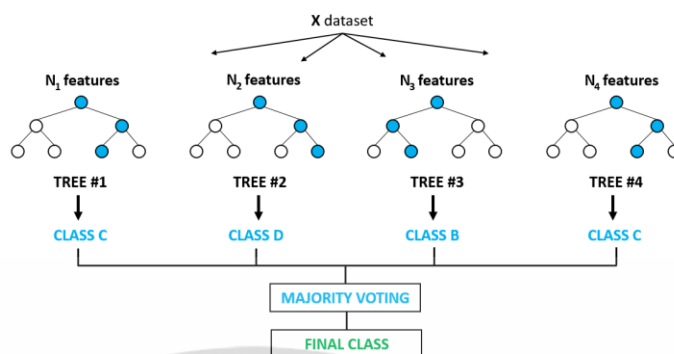 X dataset
N₁ features N₂ features N₃ features N₄ features
TREE #1 TREE #2 TREE #3 TREE #4
CLASS C CLASS D CLASS B CLASS C
MAJORITY VOTING
FINAL CLASS